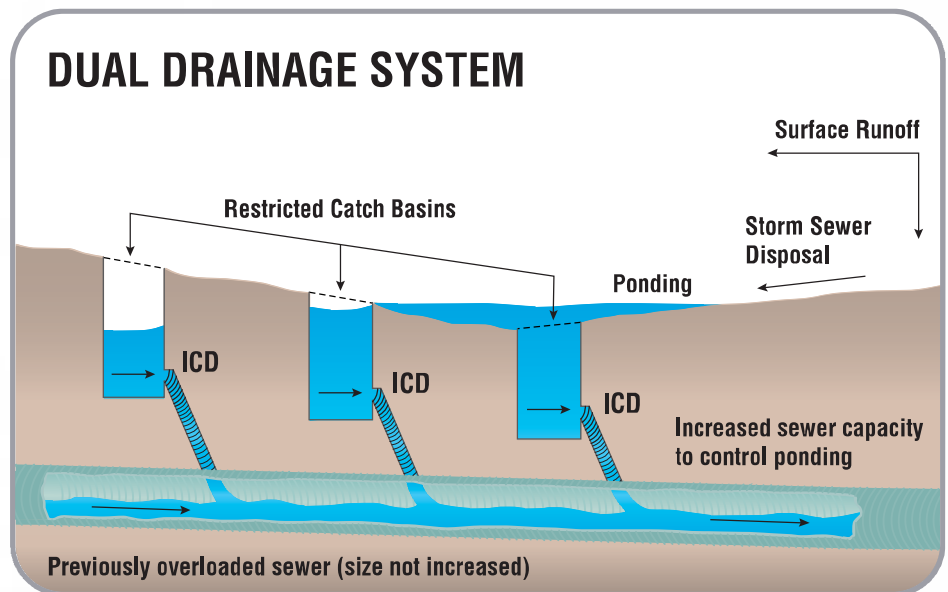 DUAL DRAINAGE SYSTEM
Surface Runoff
Restricted Catch Basins
Storm Sewer
Disposal
Ponding
ICD
ICD
ICD
Increased sewer capacity
to control ponding
Previously overloaded sewer (size not increased)